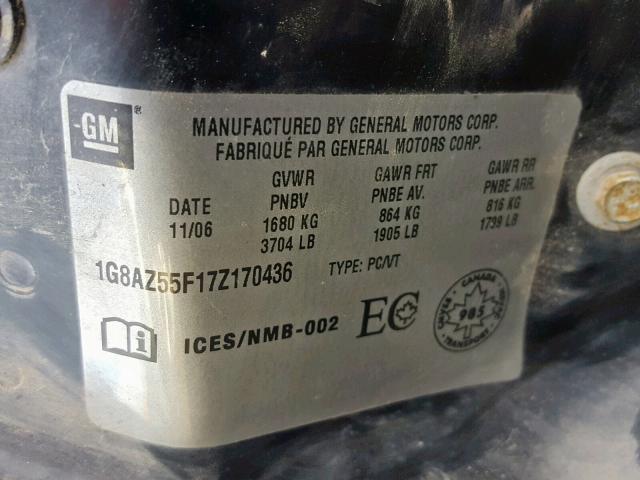 GM
MANUFACTURED BY GENERAL MOTORS CORP.
FABRIQUÉ PAR GENERAL MOTORS CORP.
DATE
11/06
GVWR
PNBV
1680 KG
3704 LB
GAWR FRT
PNBE AV.
864 KG
1905 LB
GAWR RR
PNBE ARR.
816 KG
1739 LB
1G8AZ55F17Z170436 TYPE: PC/VT
ICES/NMB-002 EC
CANADA
905
TRANSPORT